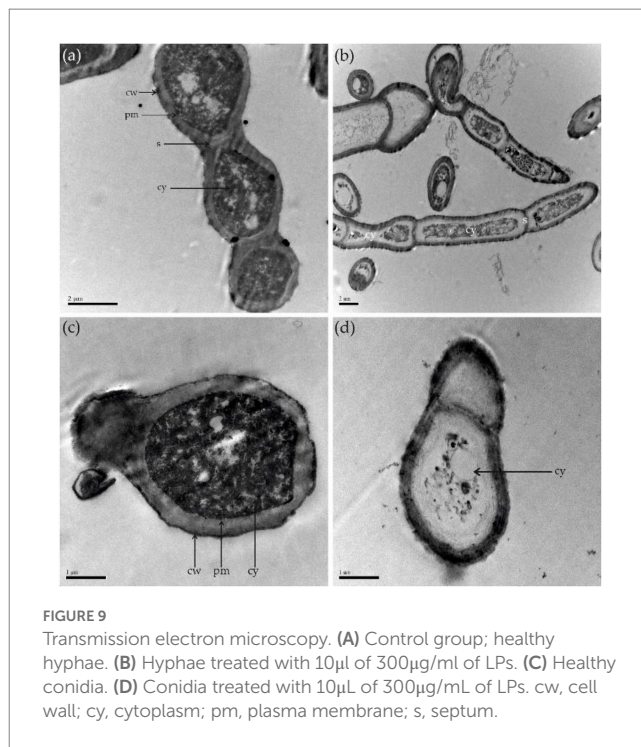 (a)
cw
pm
s
cy
2 µm
(b)
cy
cy
s
(c)
cw
pm
cy
1 µm
(d)
cy
FIGURE 9
Transmission electron microscopy. (A) Control group; healthy
hyphae. (B) Hyphae treated with 10µl of 300µg/ml of LPs. (C) Healthy
conidia. (D) Conidia treated with 10µL of 300µg/mL of LPs. cw, cell
wall; cy, cytoplasm; pm, plasma membrane; s, septum.